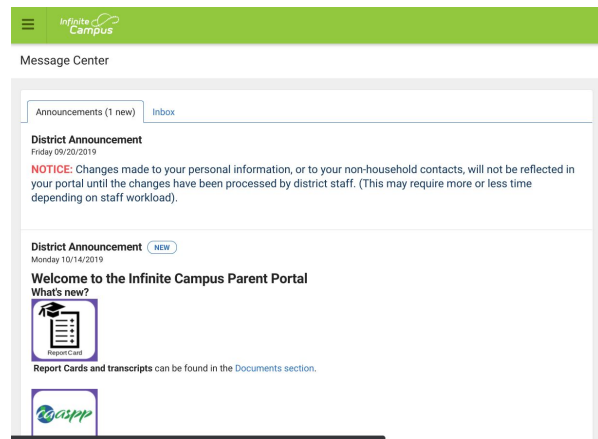 Infinite
Campus
Message Center
Announcements (1 new) Inbox
District Announcement
Friday 09/20/2019
NOTICE: Changes made to your personal information, or to your non-household contacts, will not be reflected in
your portal until the changes have been processed by district staff. (This may require more or less time
depending on staff workload).
District Announcement NEW
Monday 10/14/2019
Welcome to the Infinite Campus Parent Portal
What's new?
Report Card
Report Cards and transcripts can be found in the Documents section.
caaspp